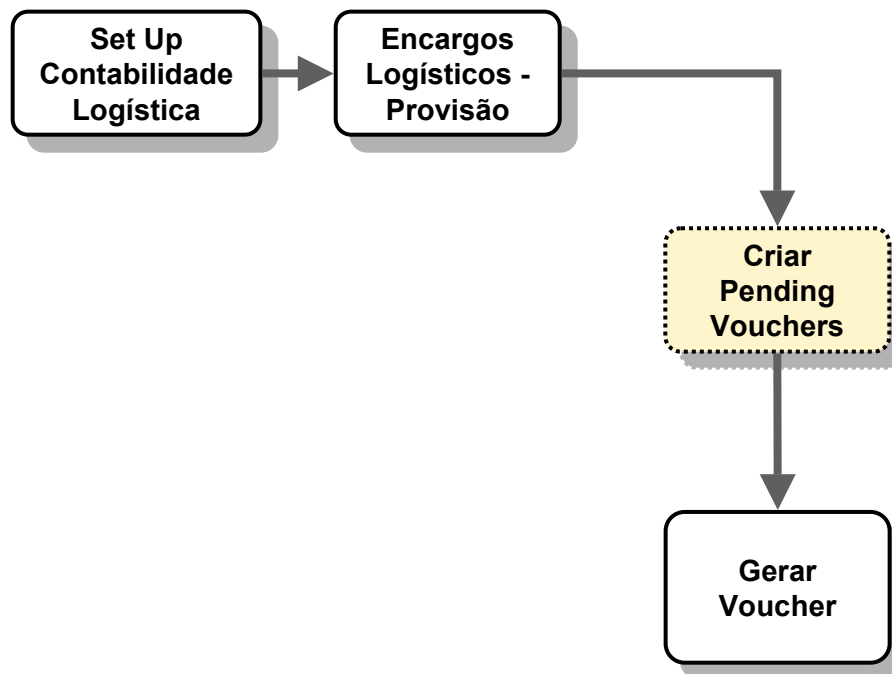 Set Up
Contabilidade
Logística
Encargos
Logísticos -
Provisão
Criar
Pending
Vouchers
Gerar
Voucher